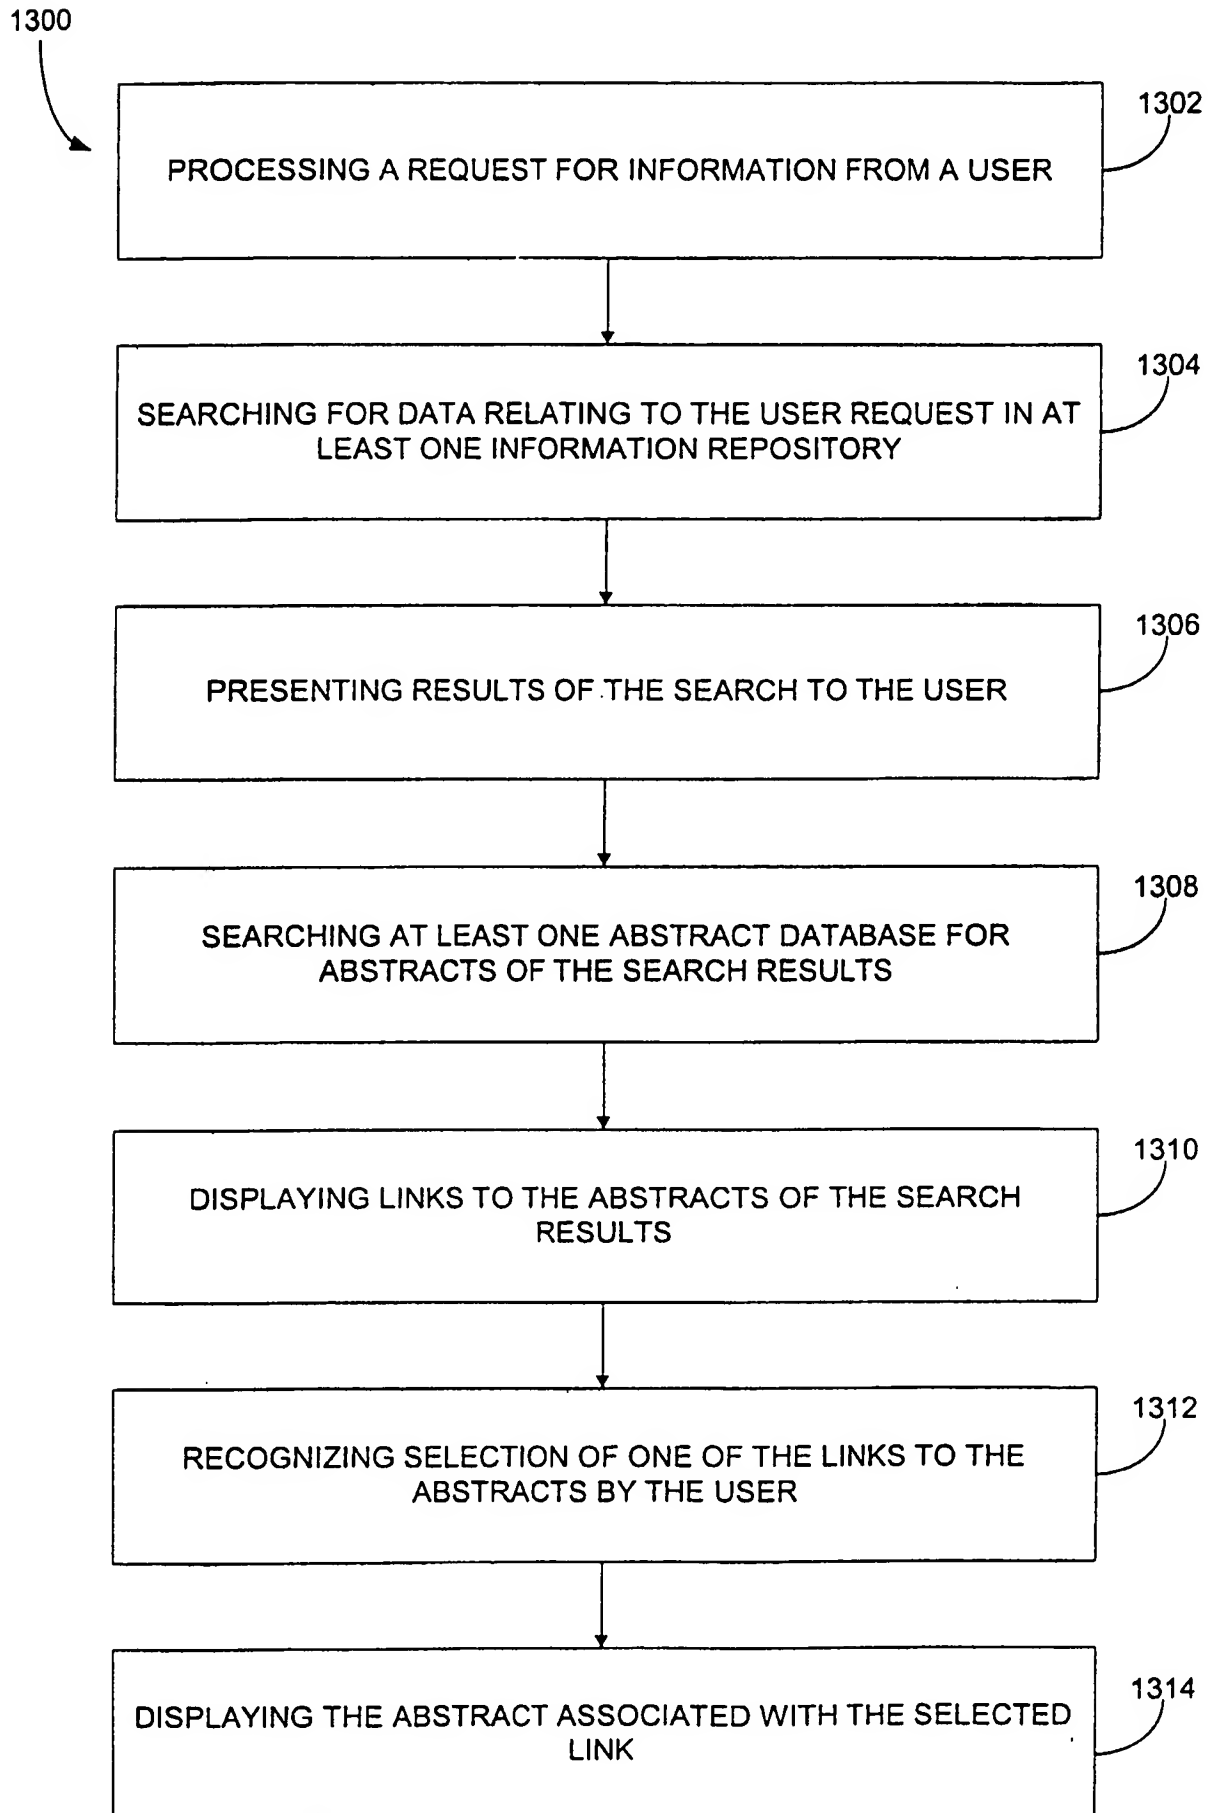 1300
1302
PROCESSING A REQUEST FOR INFORMATION FROM A USER
1304
SEARCHING FOR DATA RELATING TO THE USER REQUEST IN AT
LEAST ONE INFORMATION REPOSITORY
1306
PRESENTING RESULTS OF THE SEARCH TO THE USER
1308
SEARCHING AT LEAST ONE ABSTRACT DATABASE FOR
ABSTRACTS OF THE SEARCH RESULTS
1310
DISPLAYING LINKS TO THE ABSTRACTS OF THE SEARCH
RESULTS
1312
RECOGNIZING SELECTION OF ONE OF THE LINKS TO THE
ABSTRACTS BY THE USER
1314
DISPLAYING THE ABSTRACT ASSOCIATED WITH THE SELECTED
LINK